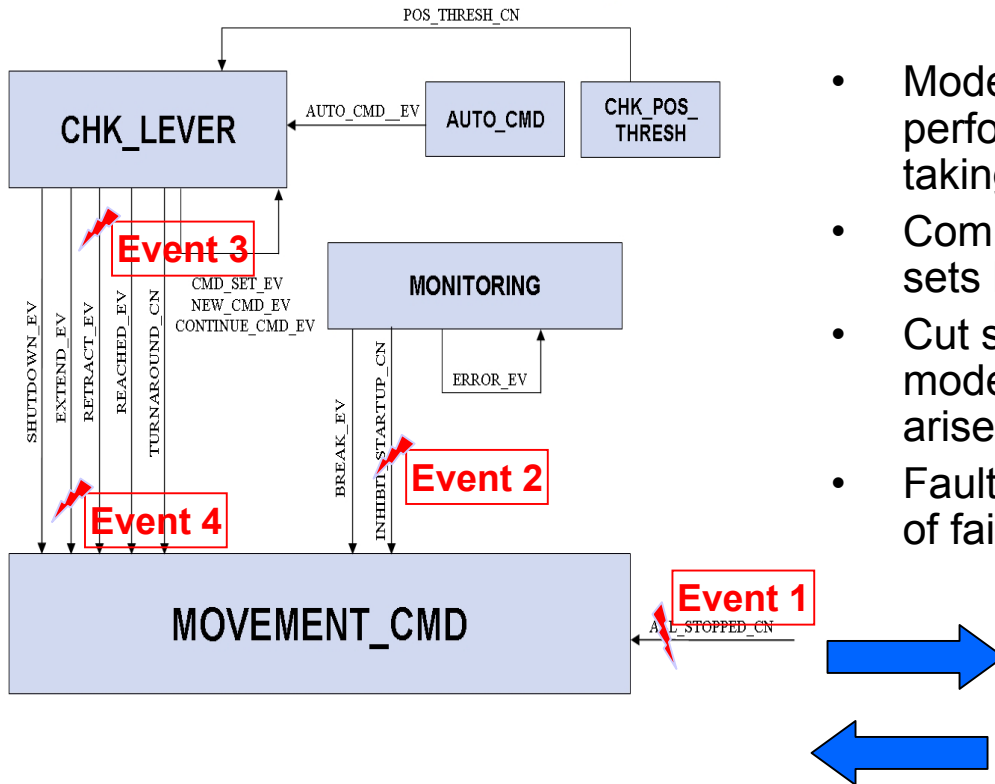 POS_THRESH_CN
CHK_LEVER
AUTO_CMD__EV
AUTO_CMD
CHK_POS_
THRESH
Event 3
CMD_SET_EV
NEW_CMD_EV
CONTINUE_CMD_EV
SHUTDOWN_EV
EXTEND_EV
RETRACT_EV
REACHED_EV
TURNAROUND_CN
MONITORING
ERROR_EV
BREAK_EV
INHIBIT_STARTUP_CN
Event 2
Event 4
MOVEMENT_CMD
Event 1
ALL_STOPPED_CN
• Mode
perfo
taking
• Com
sets
• Cut s
mode
arise
• Fault
of fai